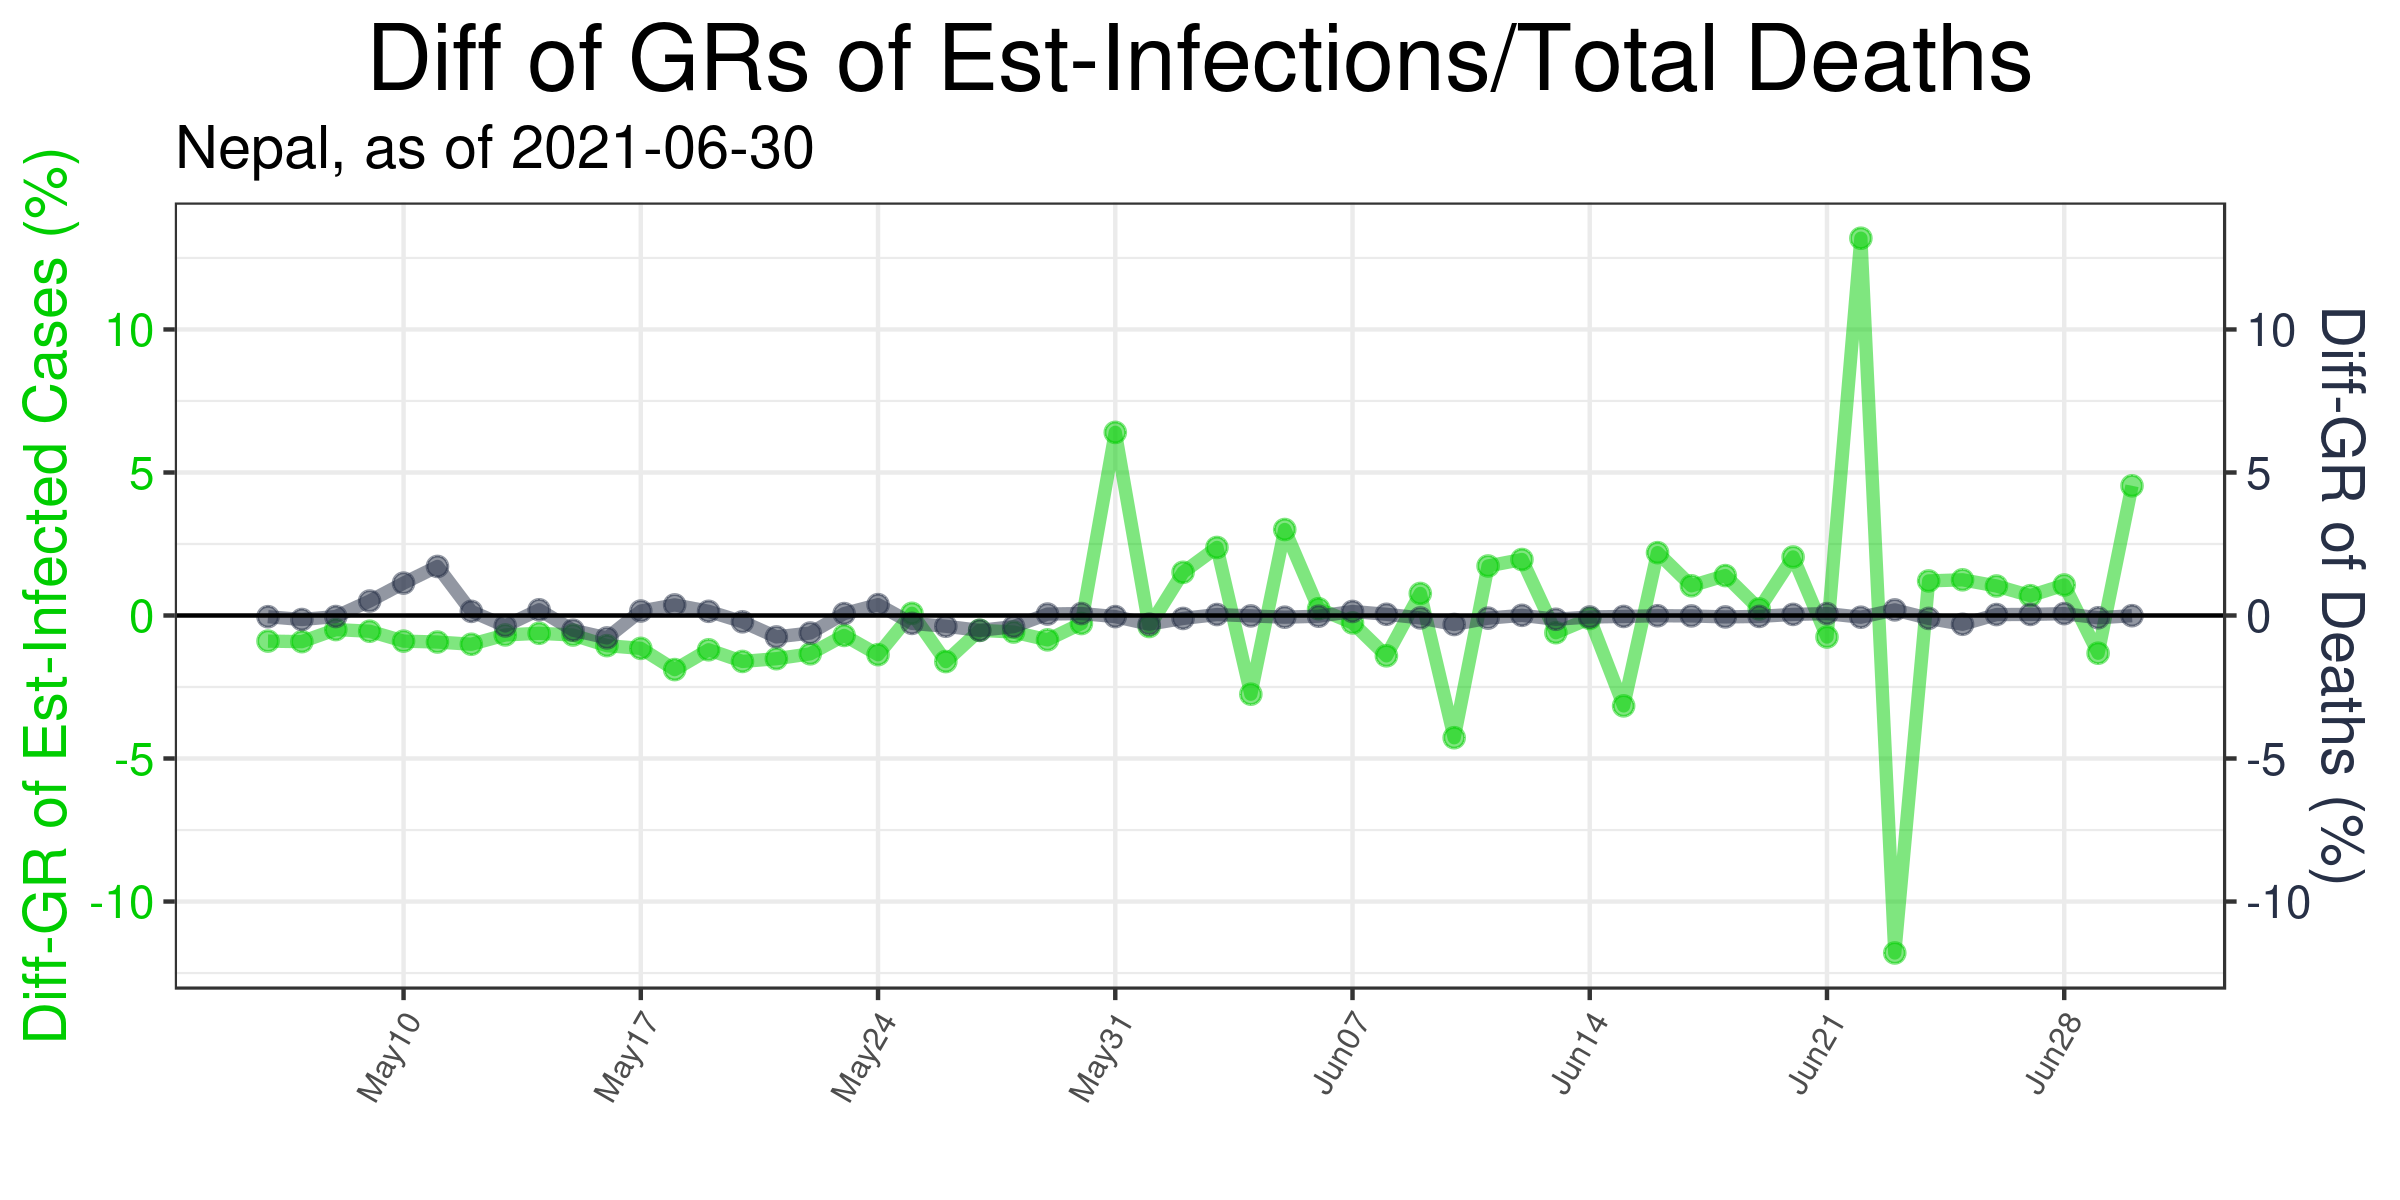 Diff of GRs of Est-Infections/Total Deaths
Nepal, as of 2021-06-30
Diff-GR of Est-Infected Cases (%)
10
5
0
-5
-10
10
5
0
-5
-10
Diff-GR of Deaths (%)
May10
May17
May24
May31
Jun07
Jun14
Jun21
Jun28